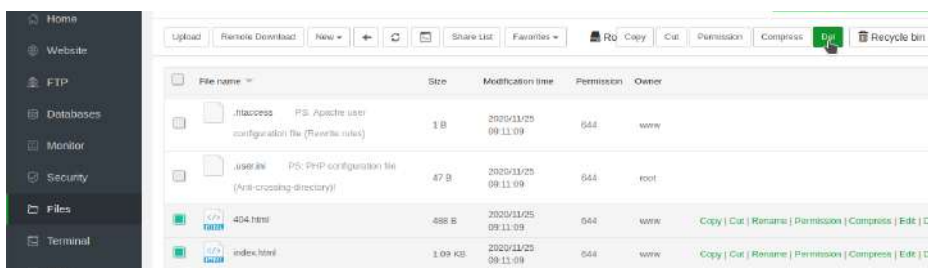 Home
Website
FTP
Databases
Monitor
Security
Files
Terminal
Upload Remote Download New Share List Favorites Ro Copy Cut Permission Compress Del Recycle bin
File name Size Modification time Permission Owner
.htaccess PS: Apache user
configuration file (Rewrite rules)
1 B 2020/11/25 09:11:09 644 www
.user.ini PS: PHP configuration file
(Anti-crossing-directory)!
47 B 2020/11/25 09:11:09 644 root
404.html 488 B 2020/11/25 09:11:09 644 www Copy | Cut | Rename | Permission | Compress | Edit | D
index.html 1.09 KB 2020/11/25 09:11:09 644 www Copy | Cut | Rename | Permission | Compress | Edit | D